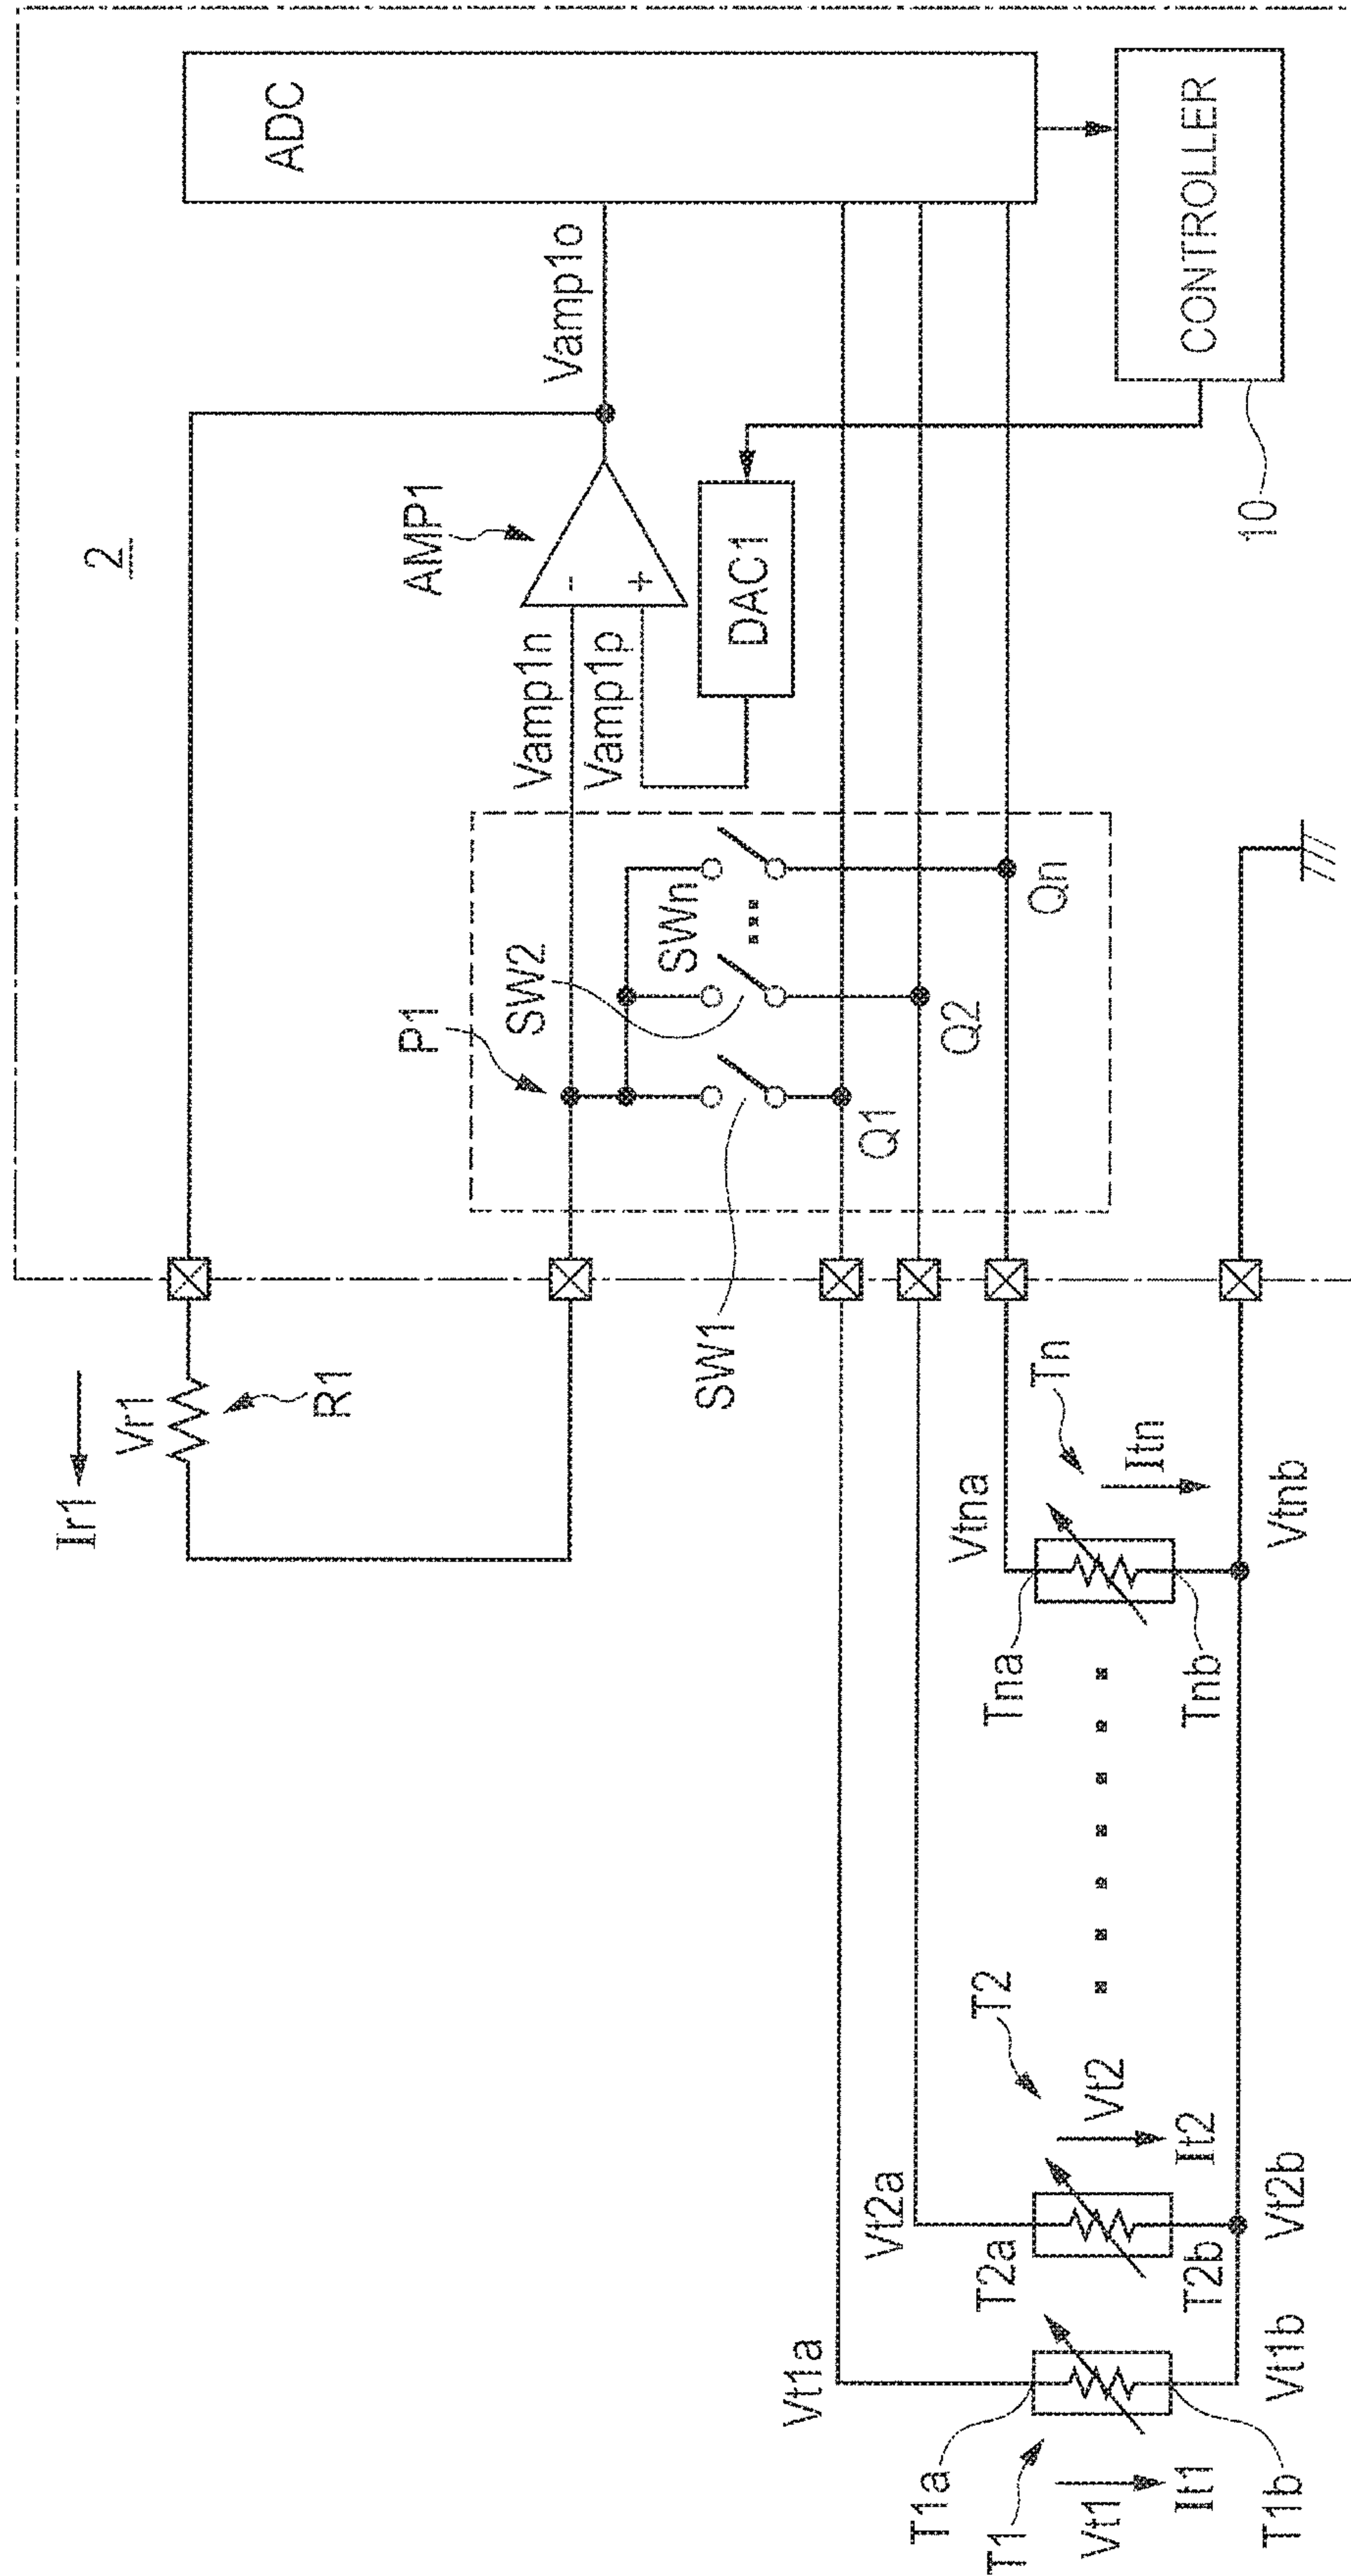 2
ADC
CONTROLLER
10
Vamp1o
AMP1
-
+
DAC1
Vamp1n
Vamp1p
P1
SW2
SWn
SW1
Q1
Q2
Qn
Ir1
Vr1
R1
Tn
Itn
Vtna
Vtnb
Tna
Tnb
T2
Vt2
It2
Vt2a
Vt2b
T2a
T2b
Vt1a
Vt1b
T1a
T1
Vt1
It1
T1b